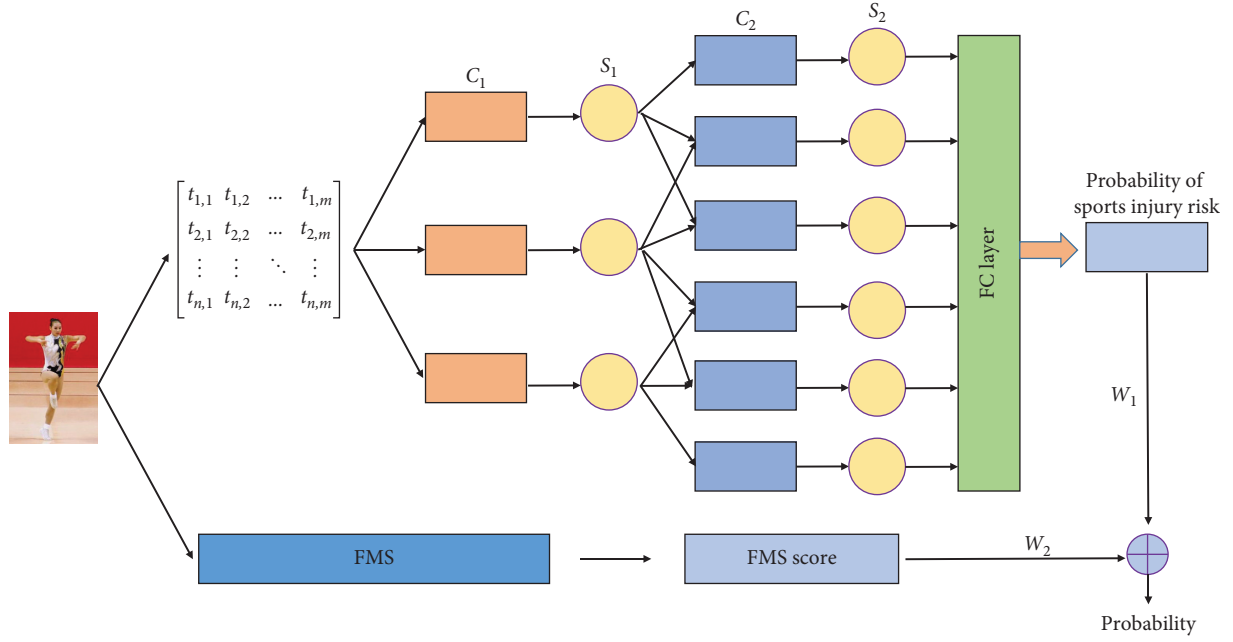 C₁
S₁
C₂
S₂
t₁,₁ t₁,₂ ... t₁,ₘ
t₂,₁ t₂,₂ ... t₂,ₘ
⋮ ⋮ ⋱ ⋮
tₙ,₁ tₙ,₂ ... tₙ,ₘ
FC layer
Probability of
sports injury risk
W₁
FMS
FMS score
W₂
Probability